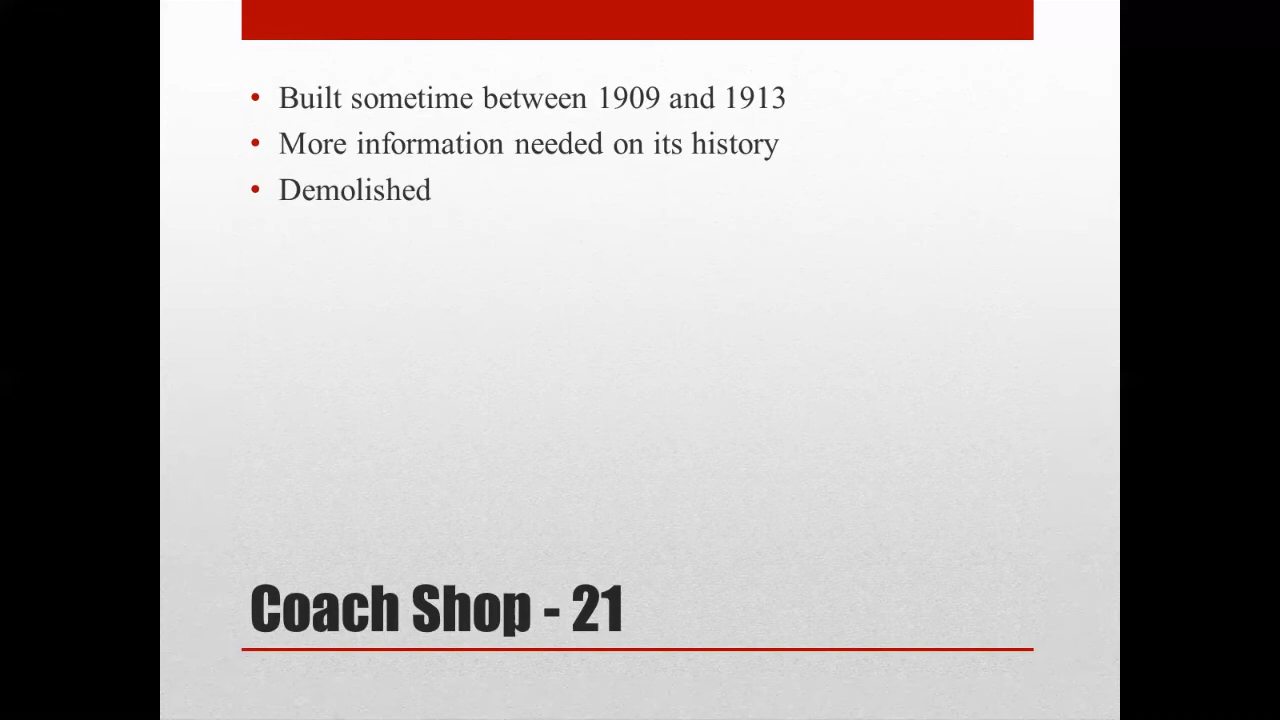 • Built sometime between 1909 and 1913
• More information needed on its history
• Demolished
Coach Shop - 21